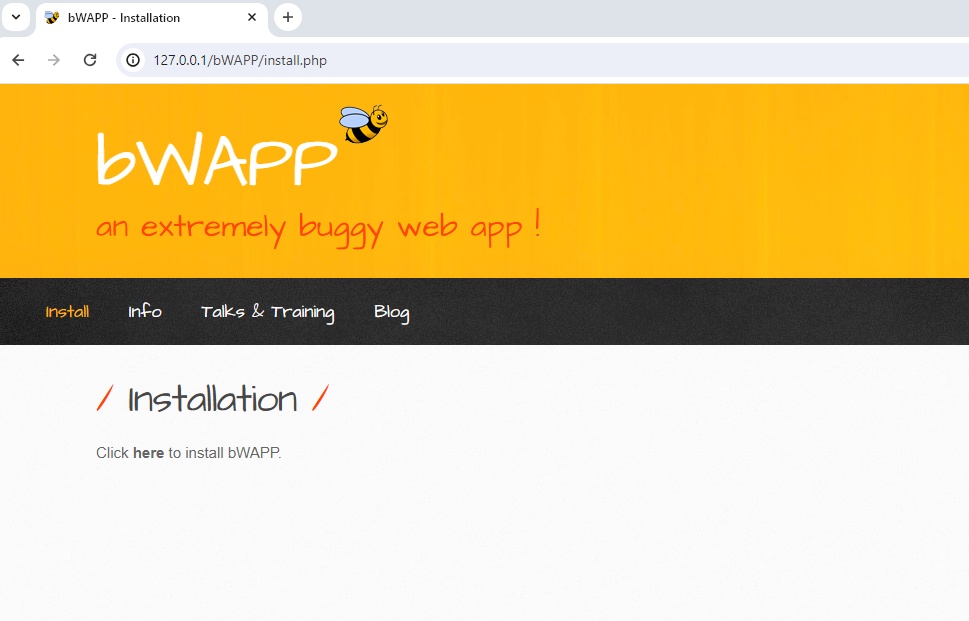 bWAPP - Installation
127.0.0.1/bWAPP/install.php
bWAPP
an extremely buggy web app !
Install Info Talks & Training Blog
/ Installation /
Click here to install bWAPP.